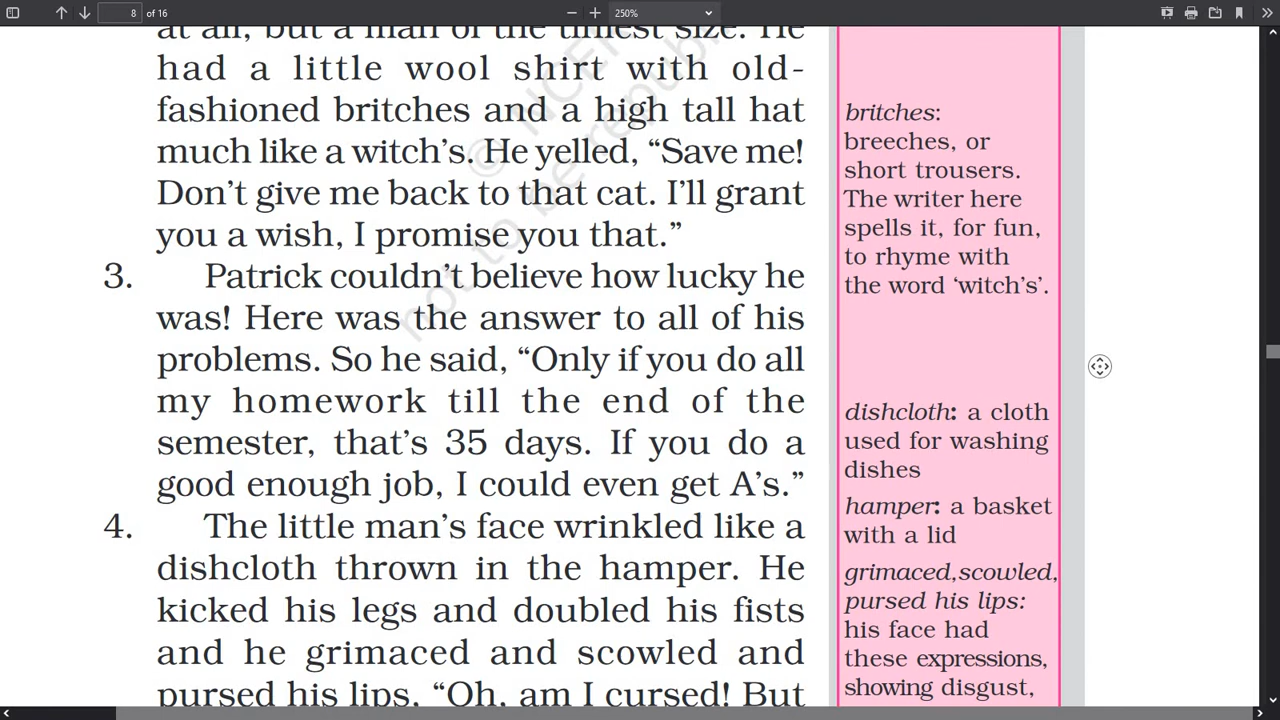 8 of 16
250%
at all, but a man of the tiniest size. He
had a little wool shirt with old-
fashioned britches and a high tall hat
much like a witch's. He yelled, “Save me!
Don't give me back to that cat. I'll grant
you a wish, I promise you that.”
3. Patrick couldn't believe how lucky he
was! Here was the answer to all of his
problems. So he said, “Only if you do all
my homework till the end of the
semester, that's 35 days. If you do a
good enough job, I could even get A's.”
4. The little man's face wrinkled like a
dishcloth thrown in the hamper. He
kicked his legs and doubled his fists
and he grimaced and scowled and
pursed his lips, “Oh, am I cursed! But
britches:
breeches, or
short trousers.
The writer here
spells it, for fun,
to rhyme with
the word ‘witch's’.
dishcloth: a cloth
used for washing
dishes
hamper: a basket
with a lid
grimaced,scowled,
pursed his lips:
his face had
these expressions,
showing disgust,
© NCER
not to be republ